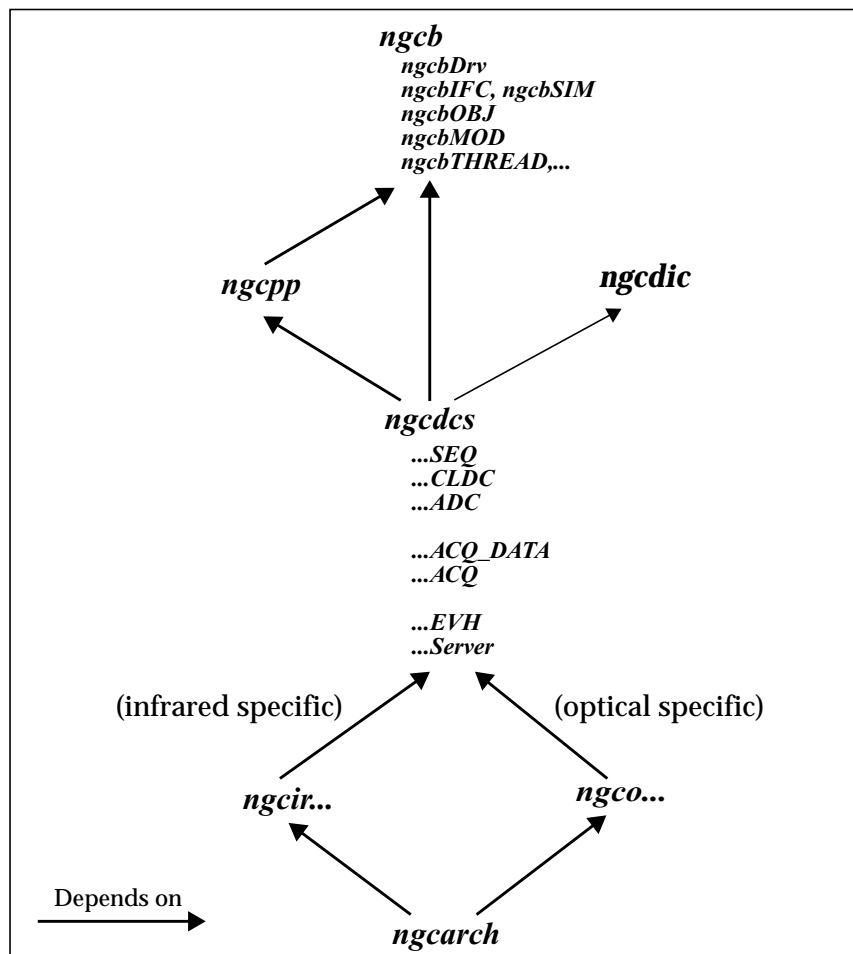 ngcb
ngcbDrv
ngcbIFC, ngcbSIM
ngcbOBJ
ngcbMOD
ngcbTHREAD,...
ngcpp
ngcdic
ngcdcs
...SEQ
...CLDC
...ADC
...ACQ_DATA
...ACQ
...EVH
...Server
(infrared specific)
(optical specific)
ngcir...
ngco...
Depends on
ngcarch